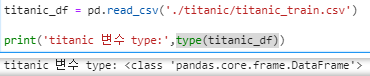 titanic_df = pd.read_csv('./titanic/titanic_train.csv')
print('titanic 변수 type:',type(titanic_df))
titanic 변수 type: <class 'pandas.core.frame.DataFrame'>